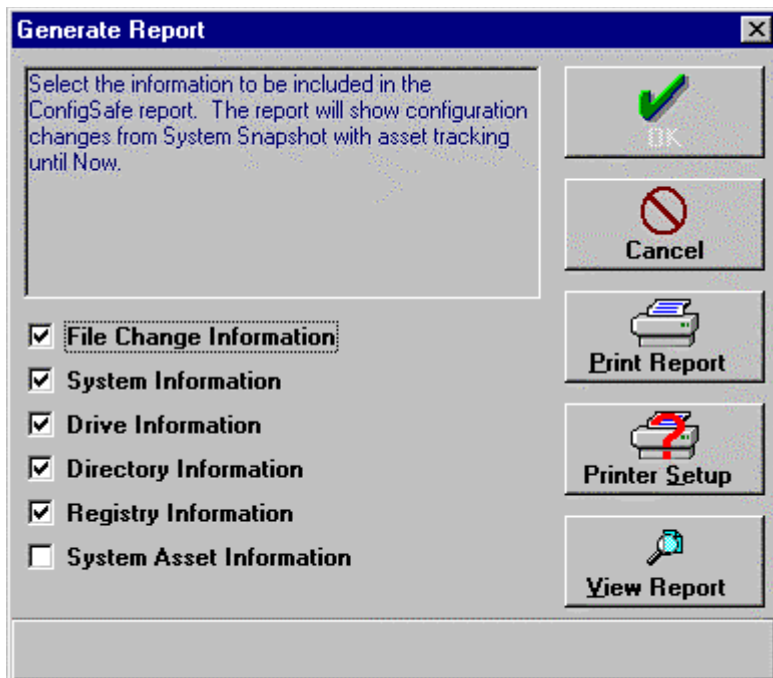 Generate Report
Select the information to be included in the
ConfigSafe report.  The report will show configuration
changes from System Snapshot with asset tracking
until Now.
OK
Cancel
Print Report
Printer Setup
View Report
File Change Information
System Information
Drive Information
Directory Information
Registry Information
System Asset Information